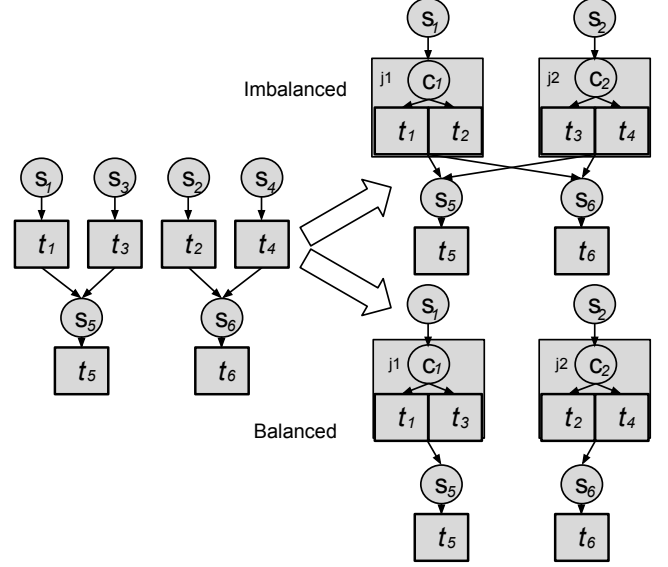 S1 S2
Imbalanced
j1 C1 j2 C2
t1 t2 t3 t4
S1 S3 S2 S4
S5 S6
t1 t3 t2 t4
t5 t6
S5 S6
S1 S2
t5 t6
j1 C1 j2 C2
t1 t3 t2 t4
Balanced
S5 S6
t5 t6